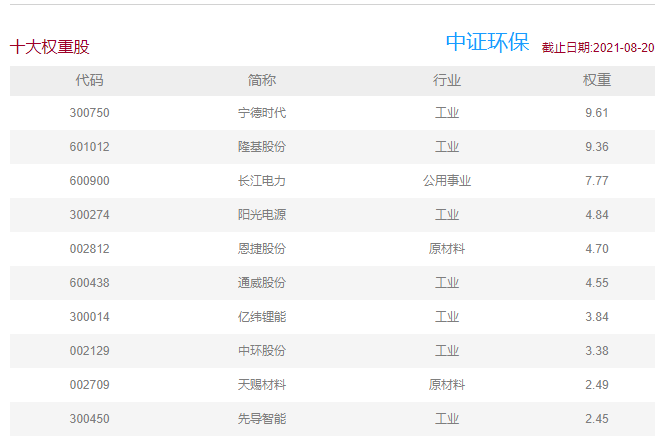 十大权重股 中证环保 截止日期:2021-08-20
代码 简称 行业 权重
300750 宁德时代 工业 9.61
601012 隆基股份 工业 9.36
600900 长江电力 公用事业 7.77
300274 阳光电源 工业 4.84
002812 恩捷股份 原材料 4.70
600438 通威股份 工业 4.55
300014 亿纬锂能 工业 3.84
002129 中环股份 工业 3.38
002709 天赐材料 原材料 2.49
300450 先导智能 工业 2.45